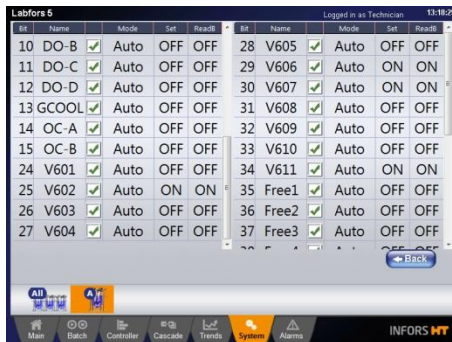 Labfors 5 Logged in as Technician 13:18:2
Bit Name Mode Set ReadB Bit Name Mode Set ReadB
10 DO-B Auto OFF OFF 28 V605 Auto OFF OFF
11 DO-C Auto OFF OFF 29 V606 Auto ON ON
12 DO-D Auto OFF OFF 30 V607 Auto ON ON
13 GCOOL Auto OFF OFF 31 V608 Auto OFF OFF
14 OC-A Auto OFF OFF 32 V609 Auto OFF OFF
15 OC-B Auto OFF OFF 33 V610 Auto OFF OFF
24 V601 Auto OFF OFF 34 V611 Auto ON ON
25 V602 Auto ON ON 35 Free1 Auto OFF OFF
26 V603 Auto OFF OFF 36 Free2 Auto OFF OFF
27 V604 Auto OFF OFF 37 Free3 Auto OFF OFF
Back
All A
A
Main Batch Controller Cascade Trends System Alarms INFORS HT